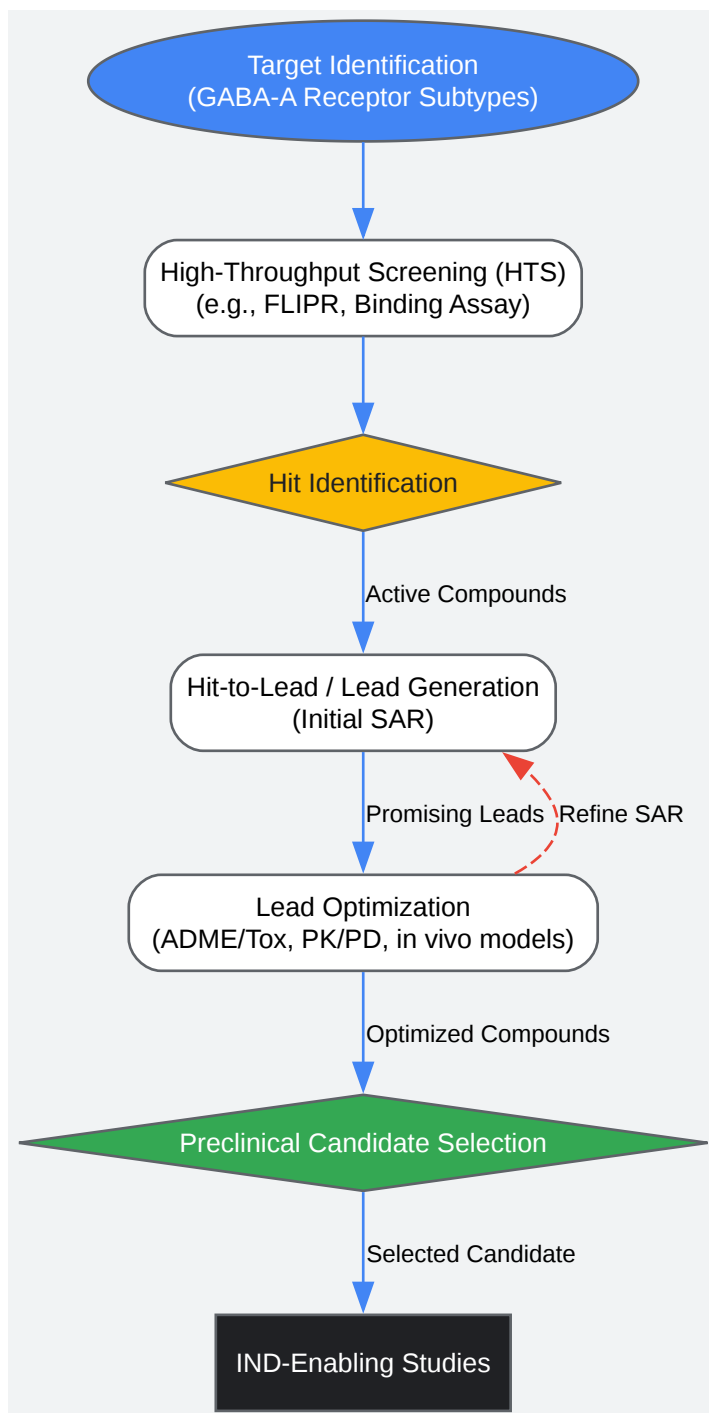 Target Identification
(GABA-A Receptor Subtypes)
High-Throughput Screening (HTS)
(e.g., FLIPR, Binding Assay)
Hit Identification
Active Compounds
Hit-to-Lead / Lead Generation
(Initial SAR)
Promising Leads
Refine SAR
Lead Optimization
(ADME/Tox, PK/PD, in vivo models)
Optimized Compounds
Preclinical Candidate Selection
Selected Candidate
IND-Enabling Studies